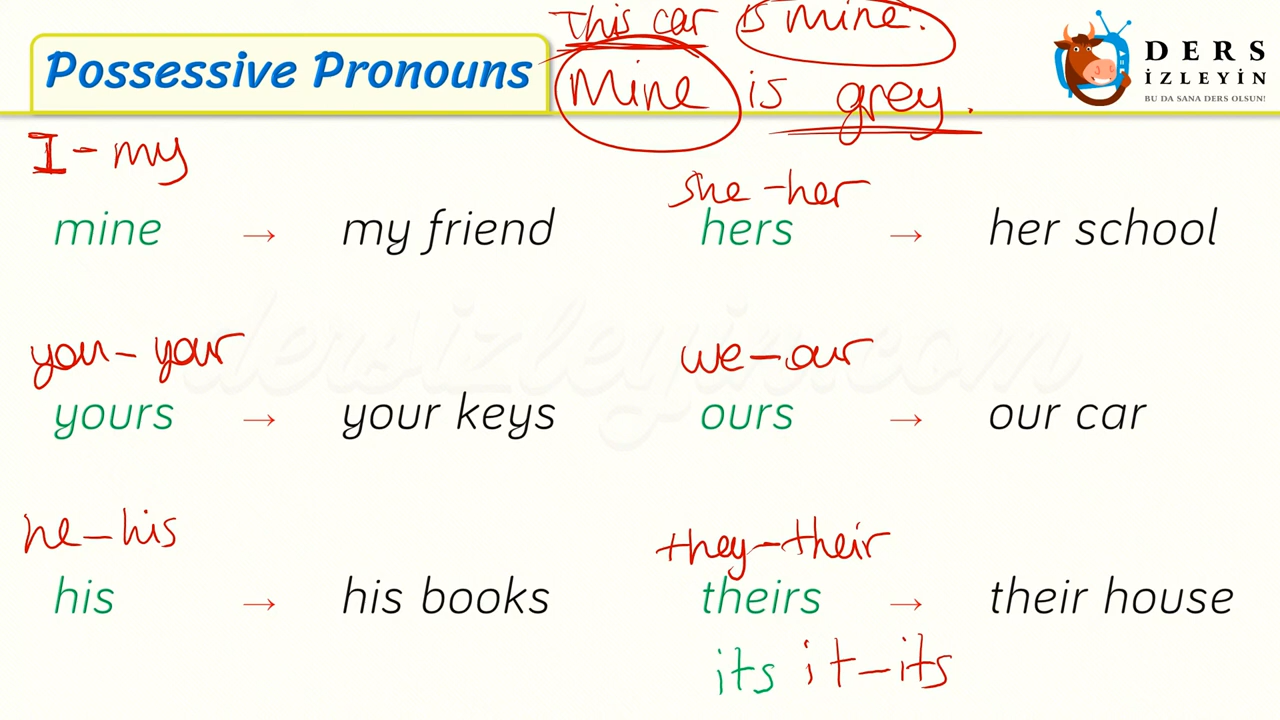 This car is mine.
Possessive Pronouns
Mine is grey.
DERS
İZLEYİN
BU DA SANA DERS OLSUN!
I - my
mine → my friend
you - your
yours → your keys
he - his
his → his books
she - her
hers → her school
we - our
ours → our car
they - their
theirs → their house
its it - its
dersizleyin.com